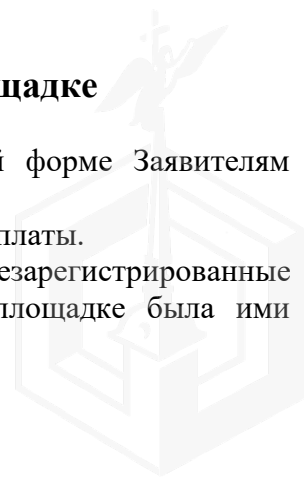 щадке
й форме Заявителям
платы.
езарегистрированные
площадке была ими